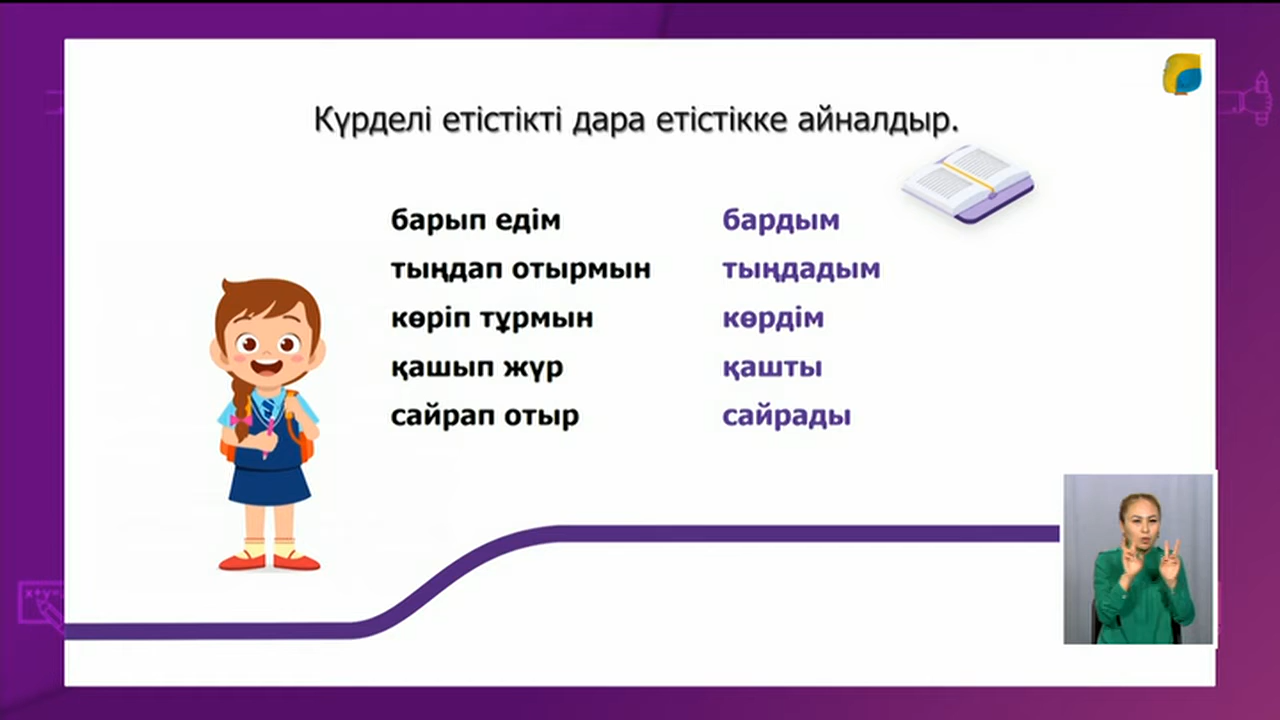 Күрделі етістікті дара етістікке айналдыр.
барып едім бардым
тыңдап отырмын тыңдадым
көріп тұрмын көрдім
қашып жүр қашты
сайрап отыр сайрады